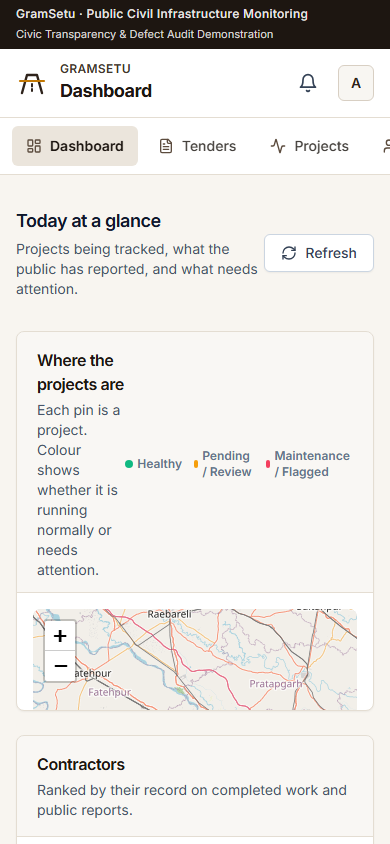 GramSetu · Public Civil Infrastructure Monitoring
Civic Transparency & Defect Audit Demonstration
GRAMSETU
Dashboard
A
Dashboard
Tenders
Projects
Today at a glance
Projects being tracked, what the
public has reported, and what needs
attention.
Refresh
Where the
projects are
Each pin is a
project.
Colour
shows
whether it is
running
normally or
needs
attention.
Healthy
Pending
/ Review
Maintenance
/ Flagged
+
−
Raebareli
Fatehpur
Pratapgarh
Contractors
Ranked by their record on completed work and
public reports.